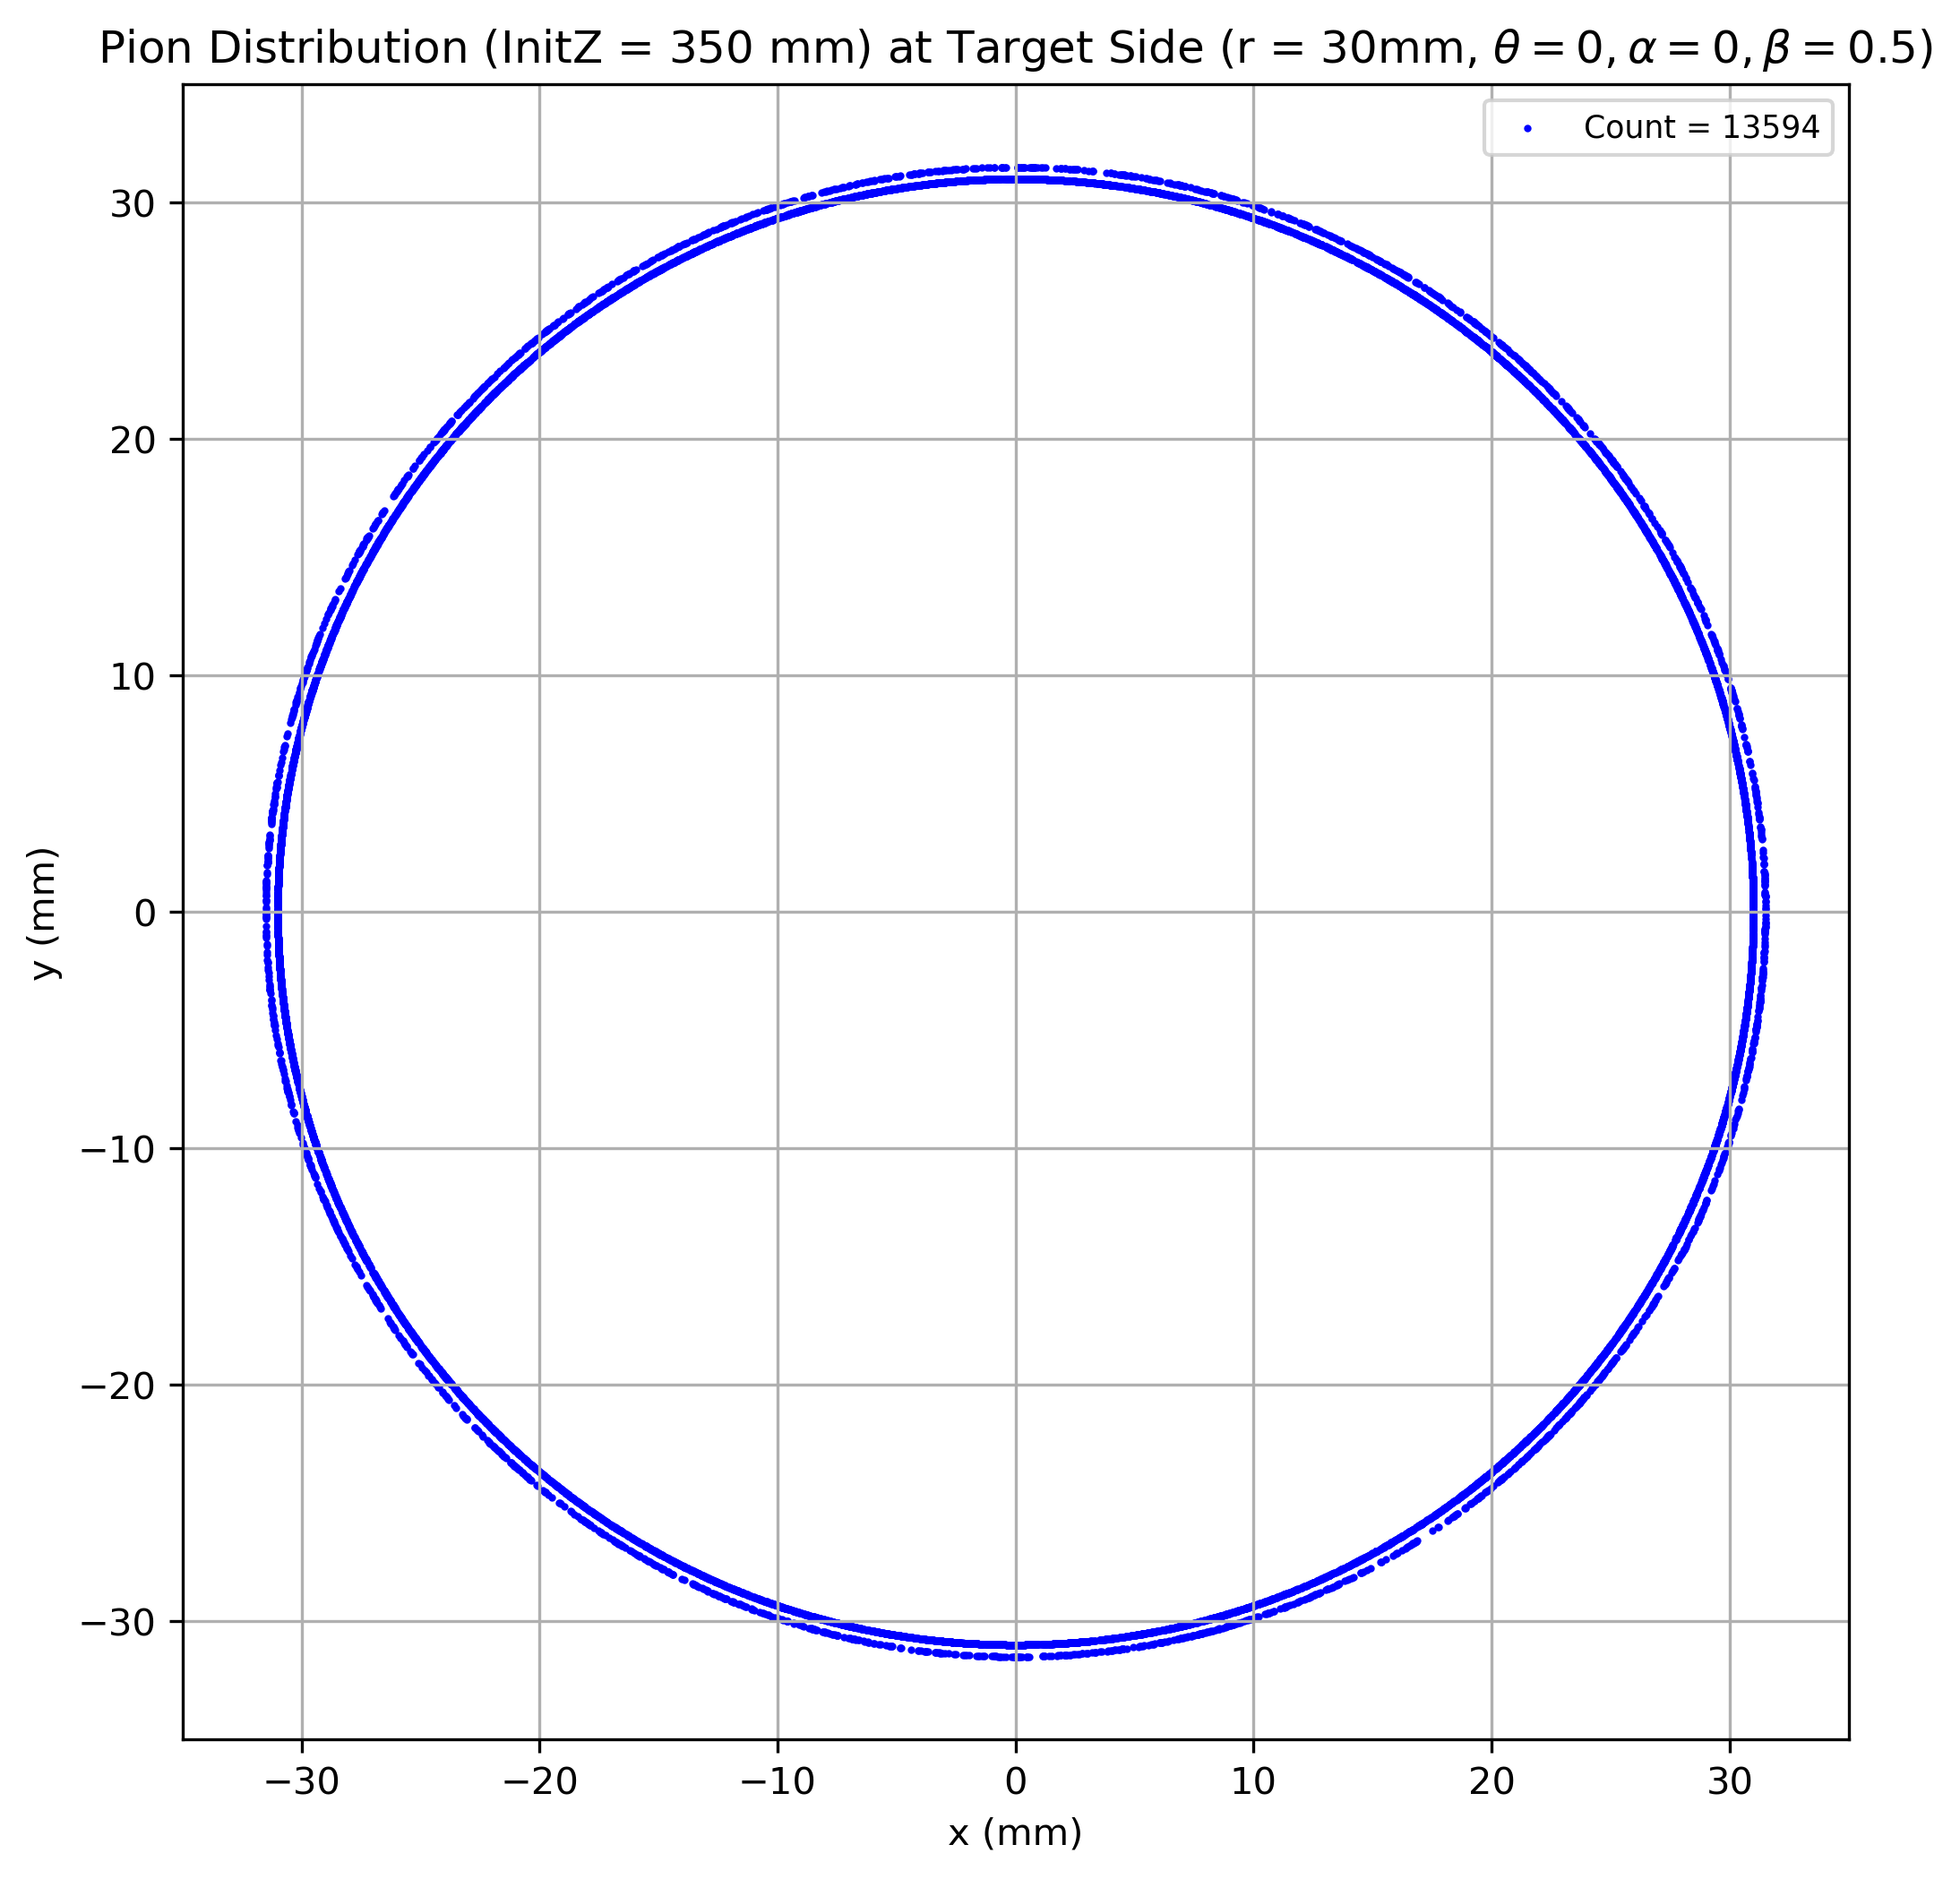 Pion Distribution (InitZ = 350 mm) at Target Side (r = 30mm, θ = 0, α = 0, β = 0.5)
Count = 13594
30
20
10
0
−10
−20
−30
y (mm)
−30 −20 −10 0 10 20 30
x (mm)